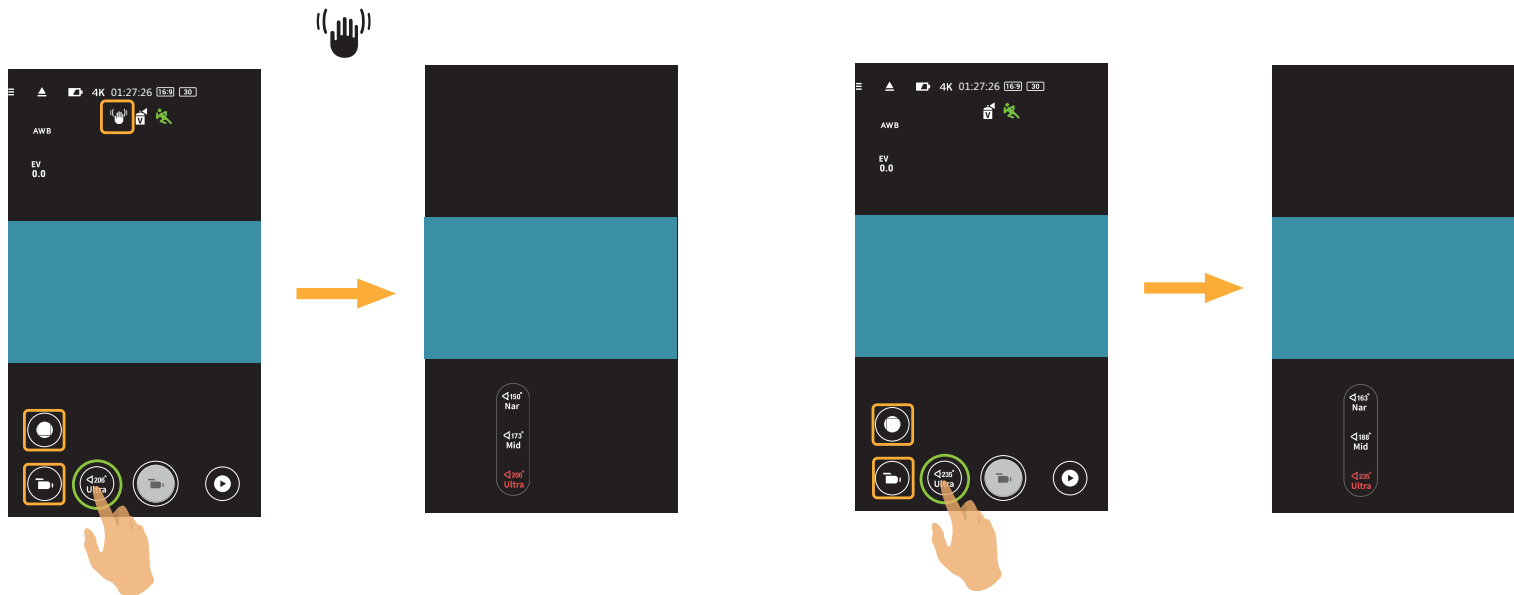 4K 01:27:26 16:9 30
V
AWB
EV
0.0
206°
Ultra
150°
Nar
173°
Mid
206°
Ultra
4K 01:27:26 16:9 30
V
AWB
EV
0.0
235°
Ultra
163°
Nar
188°
Mid
235°
Ultra